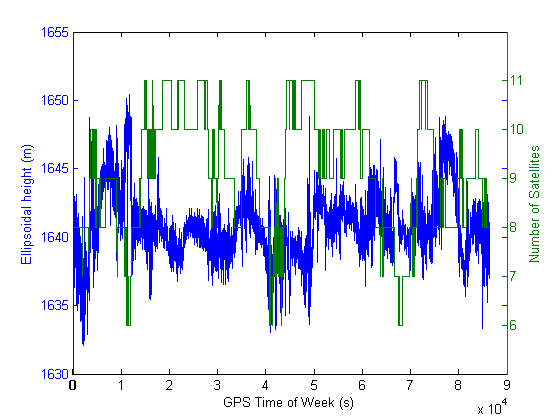 1655
1650
1645
1640
1635
1630
Ellipsoidal height (m)
11
10
9
8
7
6
Number of Satellites
0 1 2 3 4 5 6 7 8 9
x 10^4
GPS Time of Week (s)